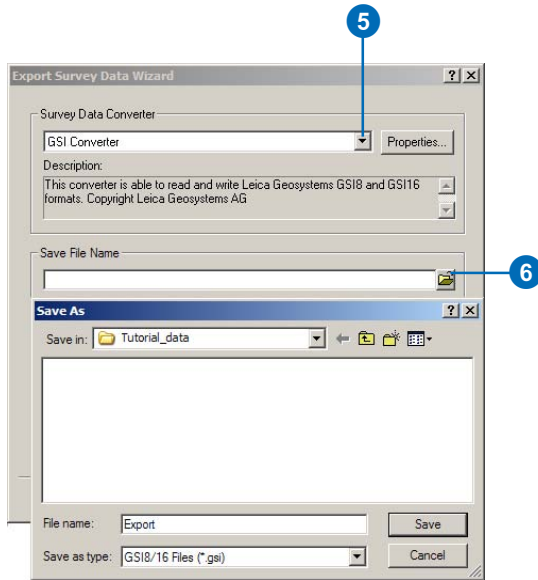 5
Export Survey Data Wizard
Survey Data Converter
GSI Converter
Properties...
Description:
This converter is able to read and write Leica Geosystems GSI8 and GSI16
formats. Copyright Leica Geosystems AG
Save File Name
6
Save As
Save in: Tutorial_data
File name: Export Save
Save as type: GSI8/16 Files (*.gsi) Cancel